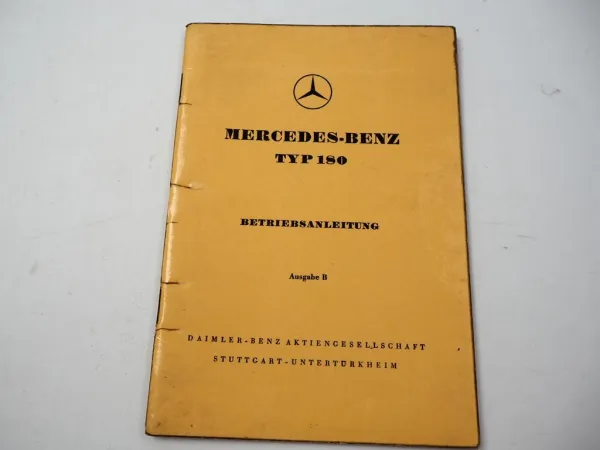 MERCEDES-BENZ
TYP 180
BETRIEBSANLEITUNG
Ausgabe B
DAIMLER-BENZ AKTIENGESELLSCHAFT
STUTTGART-UNTERTÜRKHEIM